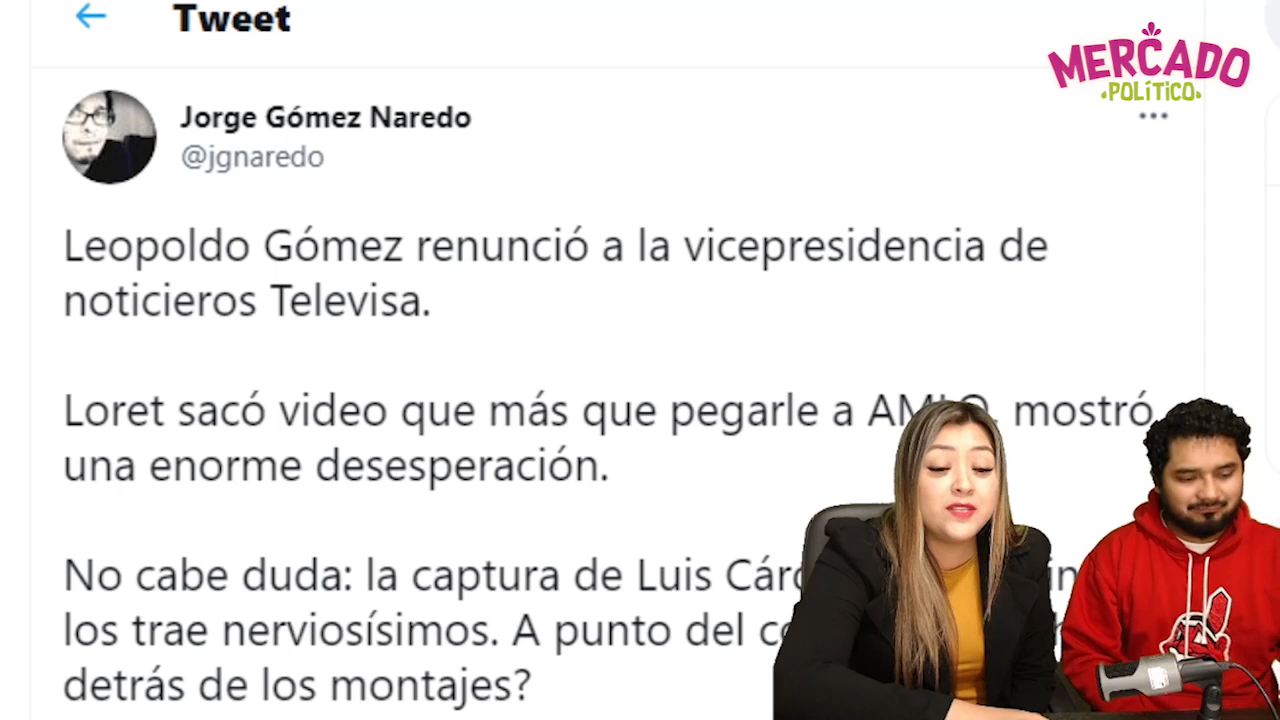 Tweet
MERCADO
POLÍTICO
Jorge Gómez Naredo
@jgnaredo
Leopoldo Gómez renunció a la vicepresidencia de
noticieros Televisa.
Loret sacó video que más que pegarle a AMLO, mostró
una enorme desesperación.
No cabe duda: la captura de Luis
los trae nerviosísimos. A punto del
detrás de los montajes?